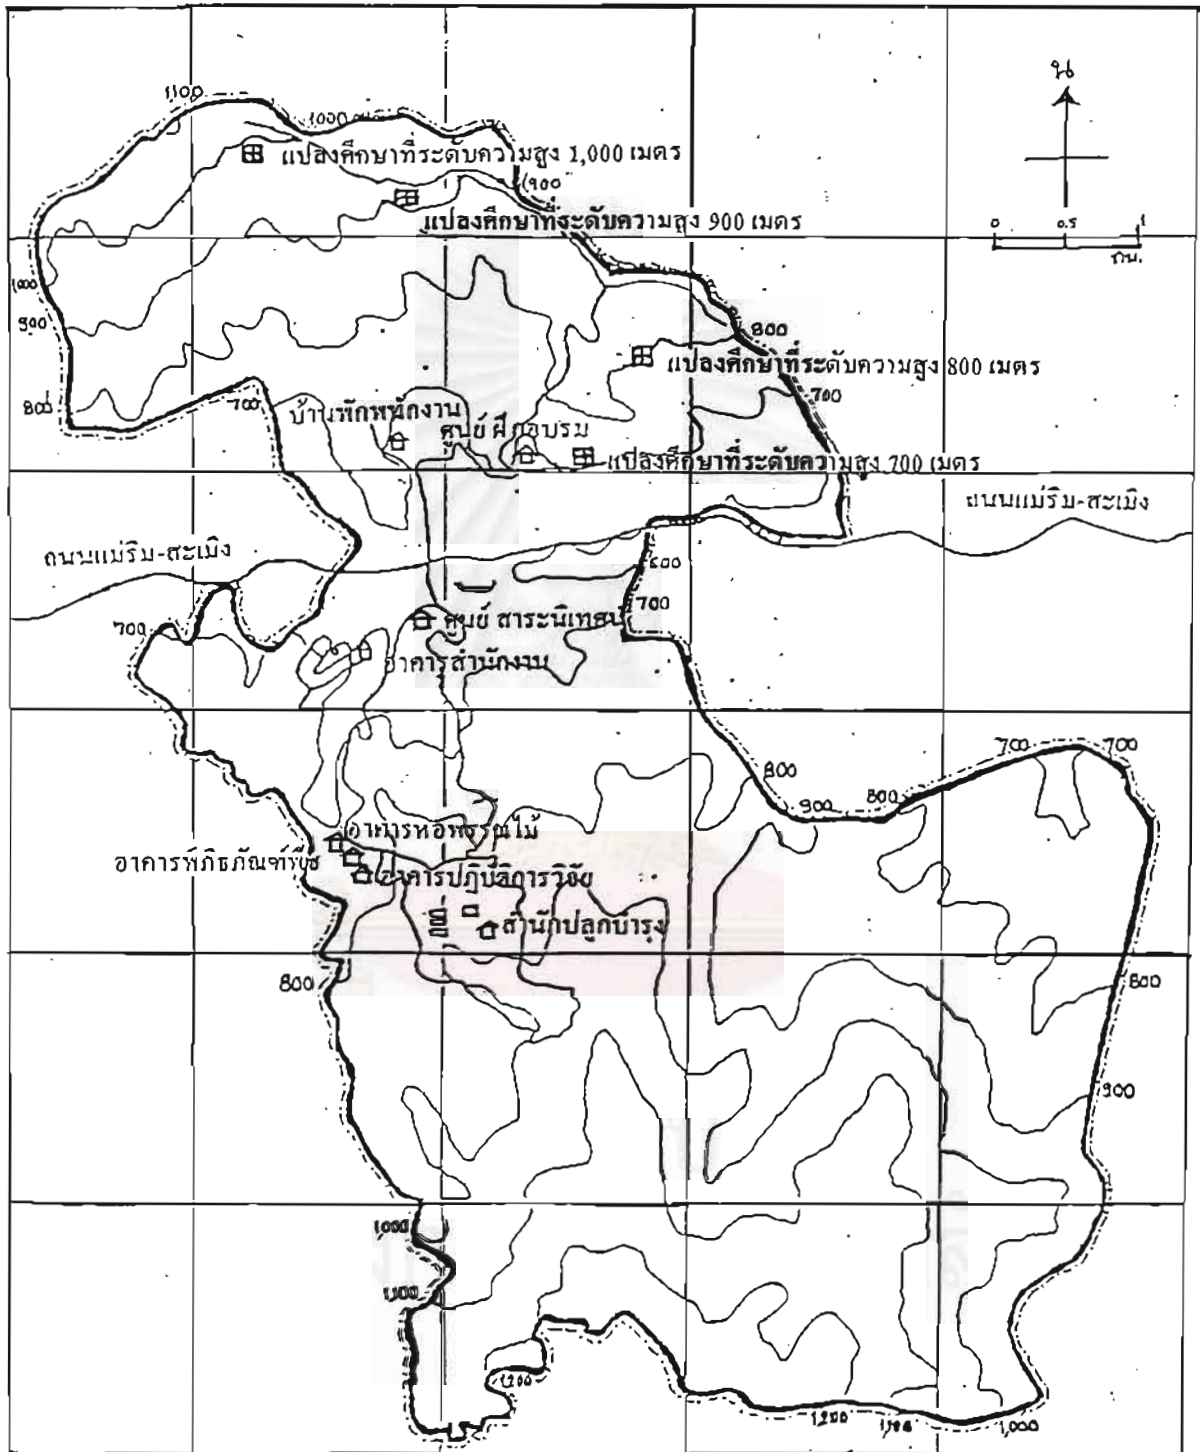 น
1100
1000
แปลงศึกษาที่ระดับความสูง 1,000 เมตร
900
แปลงศึกษาที่ระดับความสูง 900 เมตร
0 0.5 1
กม.
1000
900
800
แปลงศึกษาที่ระดับความสูง 800 เมตร
700
800
700
บ้านพักพนักงาน
ศูนย์ฝึกอบรม
แปลงศึกษาที่ระดับความสูง 700 เมตร
ถนนแม่ริม-สะเมิง
ถนนแม่ริม-สะเมิง
600
700
700
ศูนย์ สาระนิเทศน์
อาคารสำนักงาน
700
700
800
900
800
อาคารหอพรรณไม้
อาคารพิภิธภัณฑ์พืช
อาคารปฏิบัติการวิจัย
สำนักปลูกบำรุง
800
800
900
1000
1,100
1200
1,200
1,100
1,000